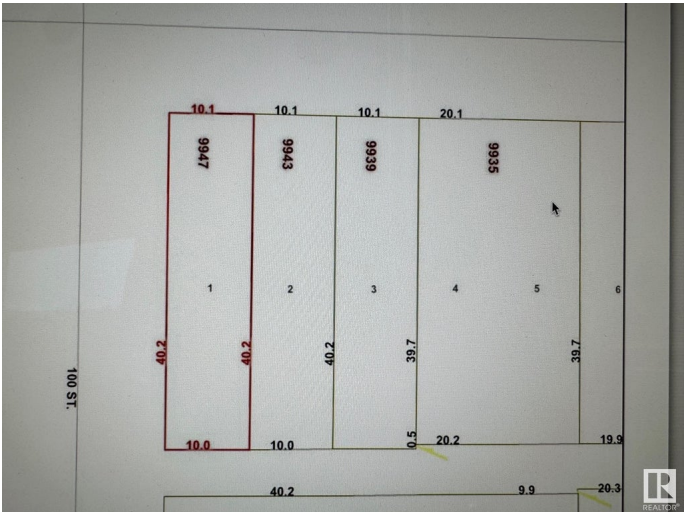 10.1 10.1 10.1 20.1
9947 9943 9939 9935
1 2 3 4 5 6
40.2 40.2 40.2 39.7 39.7
100 ST.
10.0 10.0 0.5 20.2 19.9
40.2 9.9 20.3
REALTOR®